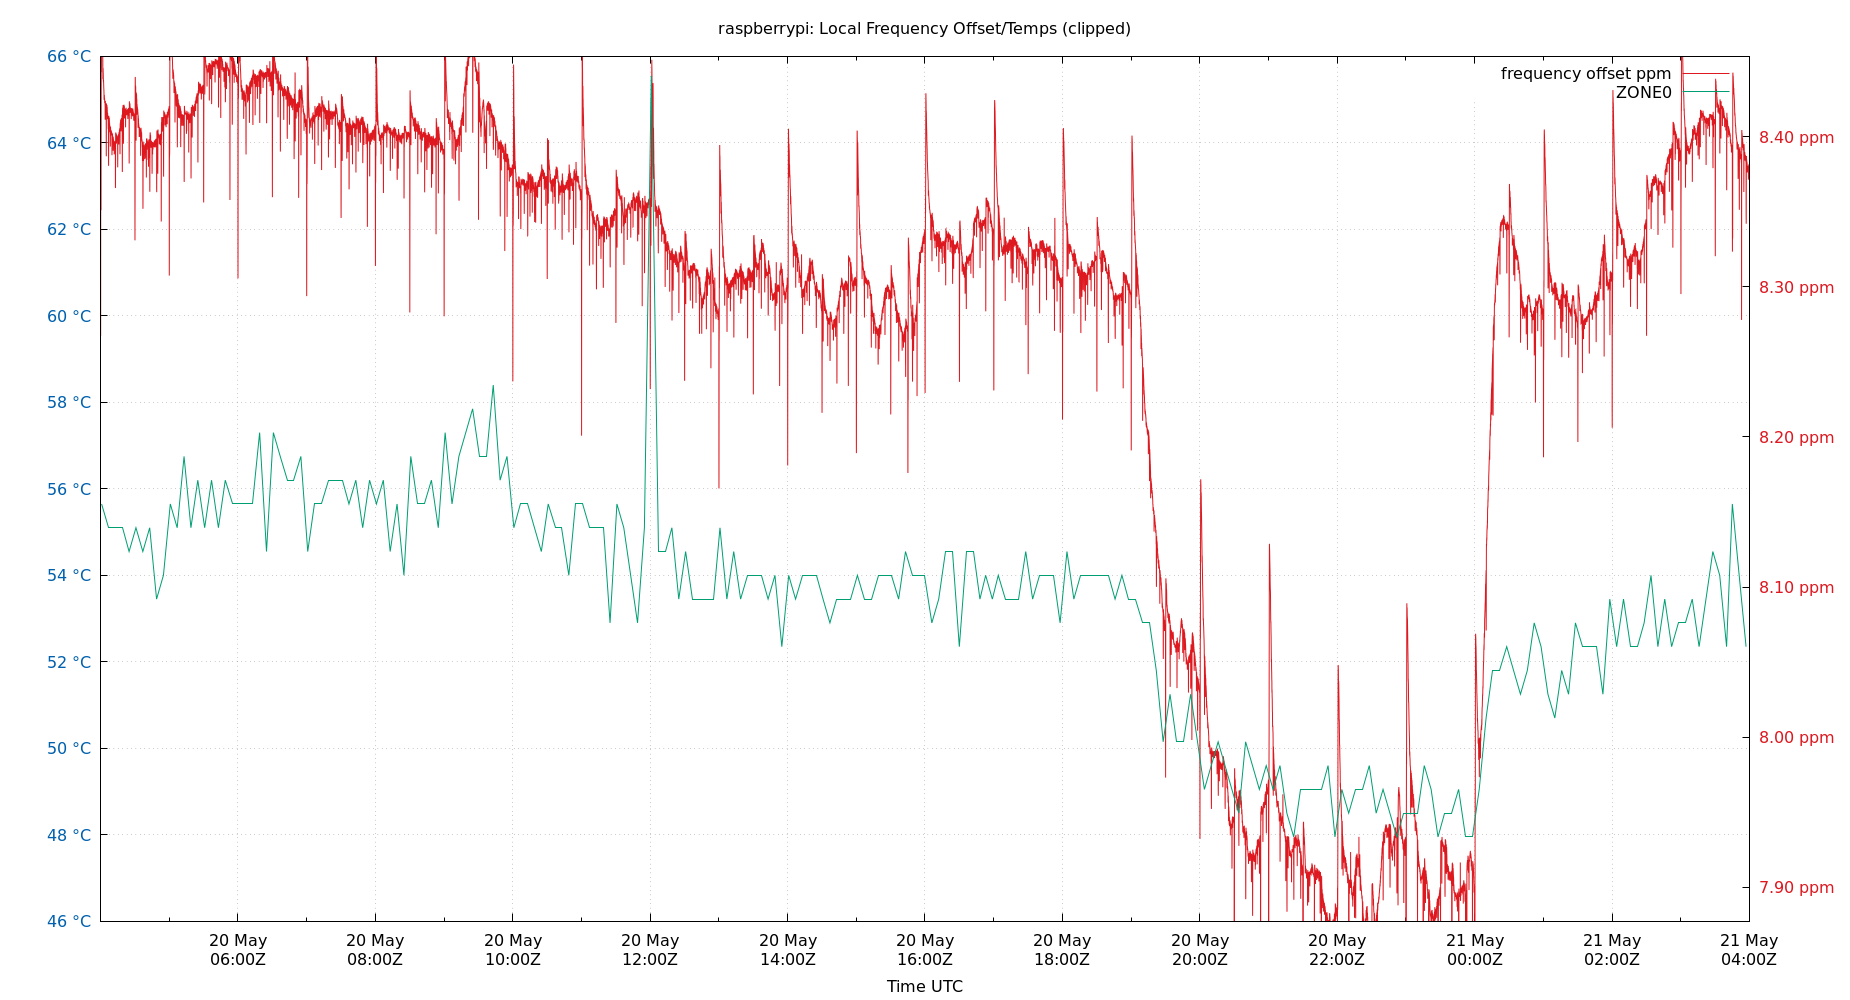 raspberrypi: Local Frequency Offset/Temps (clipped)
66 °C
64 °C
62 °C
60 °C
58 °C
56 °C
54 °C
52 °C
50 °C
48 °C
46 °C
frequency offset ppm
ZONE0
8.40 ppm
8.30 ppm
8.20 ppm
8.10 ppm
8.00 ppm
7.90 ppm
20 May 20 May 20 May 20 May 20 May 20 May 20 May 20 May 20 May 21 May 21 May 21 May
06:00Z 08:00Z 10:00Z 12:00Z 14:00Z 16:00Z 18:00Z 20:00Z 22:00Z 00:00Z 02:00Z 04:00Z
Time UTC